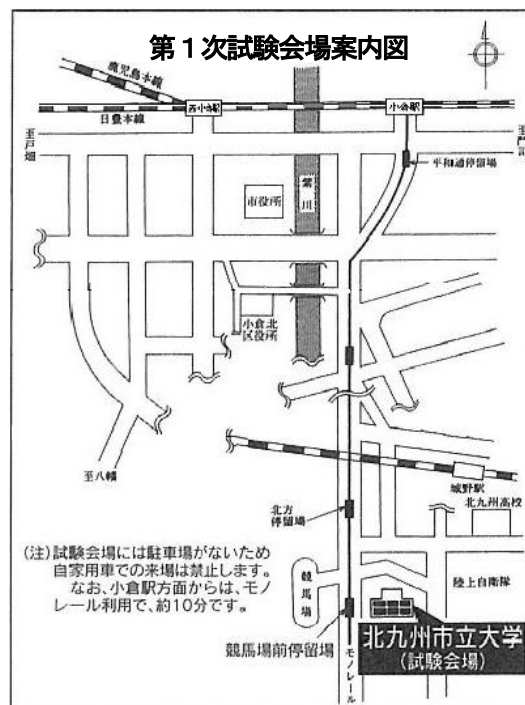 第1次試験会場案内図
鹿児島本線
西小倉駅
小倉駅
日豊本線
至戸畑
至門司
平和通停留場
市役所
紫川
小倉北
区役所
至八幡
城野駅
北九州高校
北方
停留場
(注)試験会場には駐車場がないため
自家用車での来場は禁止します。
なお、小倉駅方面からは、モノ
レール利用で、約10分です。
競馬場
陸上自衛隊
北九州市立大学
(試験会場)
競馬場前停留場
モノレール